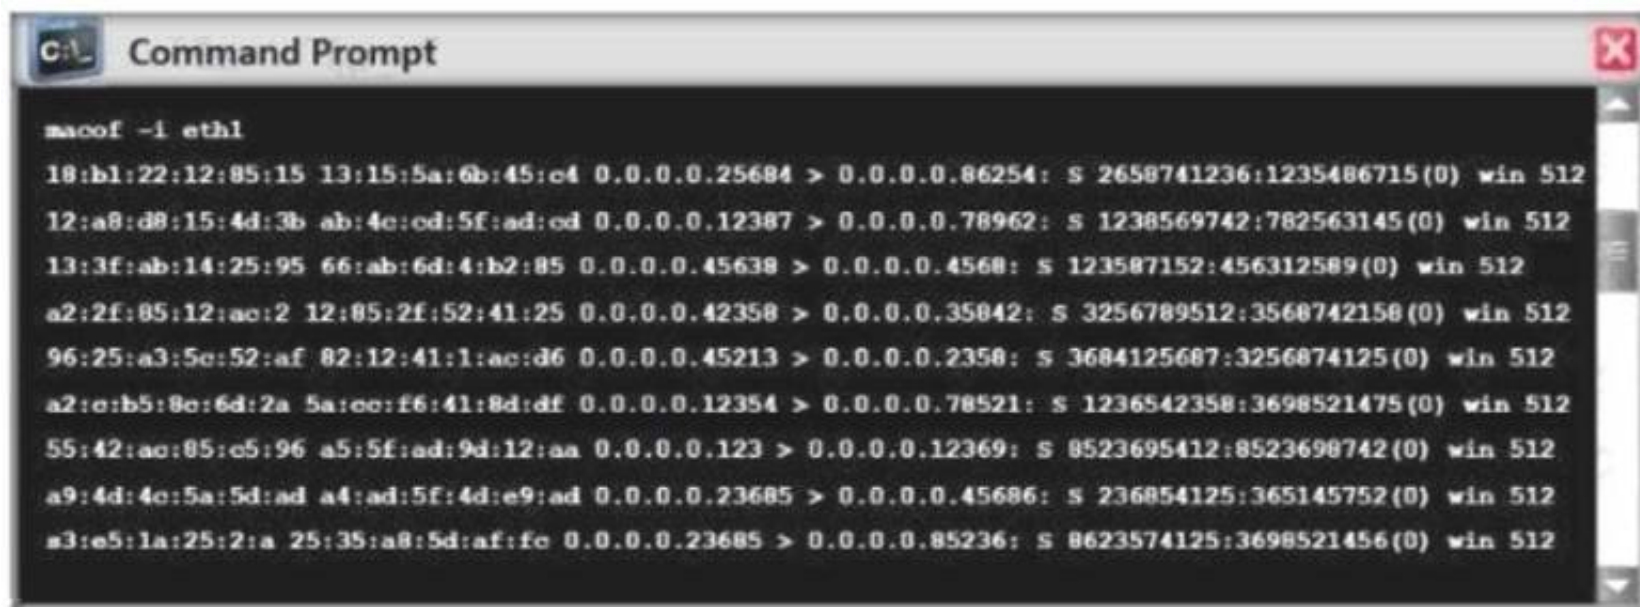 C:\_ Command Prompt
macof -i eth1
18:b1:22:12:85:15 13:15:5a:6b:45:c4 0.0.0.0.25684 > 0.0.0.0.86254: S 2658741236:1235486715(0) win 512
12:a8:d8:15:4d:3b ab:4c:cd:5f:ad:cd 0.0.0.0.12387 > 0.0.0.0.78962: S 1238569742:782563145(0) win 512
13:3f:ab:14:25:95 66:ab:6d:4:b2:85 0.0.0.0.45638 > 0.0.0.0.4568: S 123587152:456312589(0) win 512
a2:2f:85:12:ac:2 12:85:2f:52:41:25 0.0.0.0.42358 > 0.0.0.0.35842: S 3256789512:3568742158(0) win 512
96:25:a3:5c:52:af 82:12:41:1:ac:d6 0.0.0.0.45213 > 0.0.0.0.2358: S 3684125687:3256874125(0) win 512
a2:c:b5:8c:6d:2a 5a:cc:f6:41:8d:df 0.0.0.0.12354 > 0.0.0.0.78521: S 1236542358:3698521475(0) win 512
55:42:ac:85:c5:96 a5:5f:ad:9d:12:aa 0.0.0.0.123 > 0.0.0.0.12369: S 8523695412:8523698742(0) win 512
a9:4d:4c:5a:5d:ad a4:ad:5f:4d:e9:ad 0.0.0.0.23685 > 0.0.0.0.45686: S 236854125:365145752(0) win 512
s3:e5:1a:25:2:a 25:35:a8:5d:af:fc 0.0.0.0.23685 > 0.0.0.0.85236: S 8623574125:3698521456(0) win 512